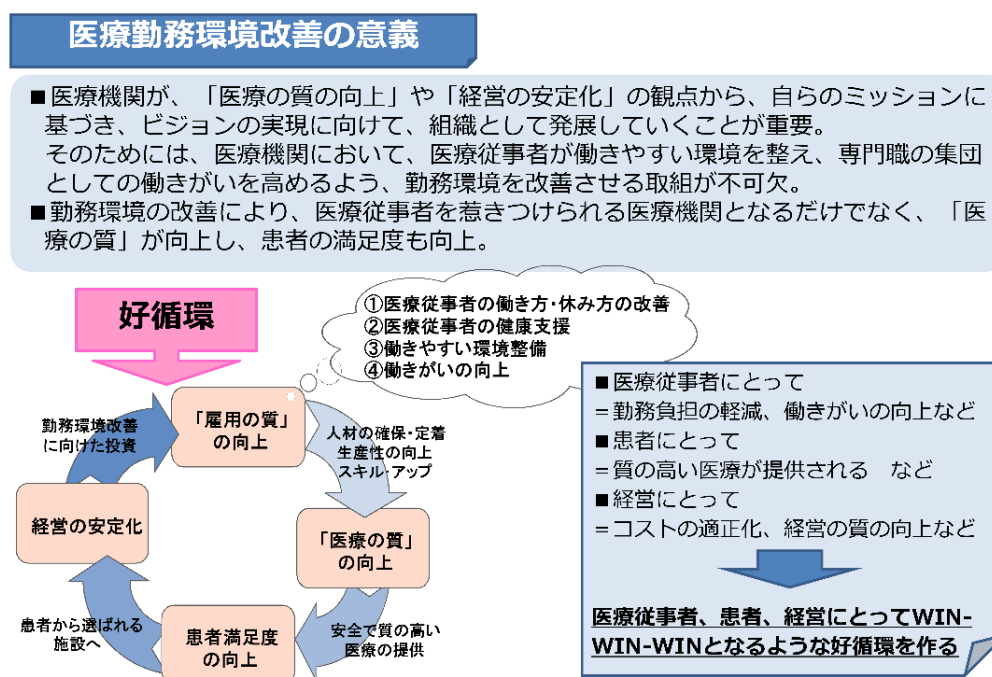 医療勤務環境改善の意義
■医療機関が、「医療の質の向上」や「経営の安定化」の観点から、自らのミッションに
基づき、ビジョンの実現に向けて、組織として発展していくことが重要。
そのためには、医療機関において、医療従事者が働きやすい環境を整え、専門職の集団
としての働きがいを高めるよう、勤務環境を改善させる取組が不可欠。
■勤務環境の改善により、医療従事者を惹きつけられる医療機関となるだけでなく、「医
療の質」が向上し、患者の満足度も向上。
好循環
①医療従事者の働き方・休み方の改善
②医療従事者の健康支援
③働きやすい環境整備
④働きがいの向上
「雇用の質」
の向上
人材の確保・定着
生産性の向上
スキル・アップ
「医療の質」
の向上
安全で質の高い
医療の提供
患者満足度
の向上
患者から選ばれる
施設へ
経営の安定化
勤務環境改善
に向けた投資
■医療従事者にとって
＝勤務負担の軽減、働きがいの向上など
■患者にとって
＝質の高い医療が提供される　など
■経営にとって
＝コストの適正化、経営の質の向上など
医療従事者、患者、経営にとってWIN-
WIN-WINとなるような好循環を作る